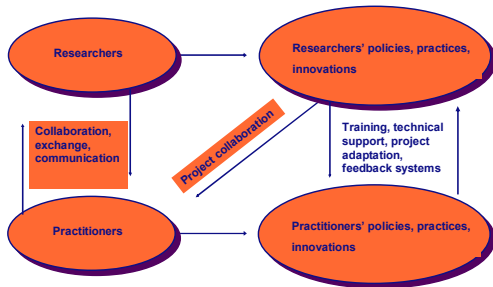 Researchers
Researchers' policies, practices,
innovations
Collaboration,
exchange,
communication
Project collaboration
Training, technical
support, project
adaptation,
feedback systems
Practitioners
Practitioners' policies, practices,
innovations